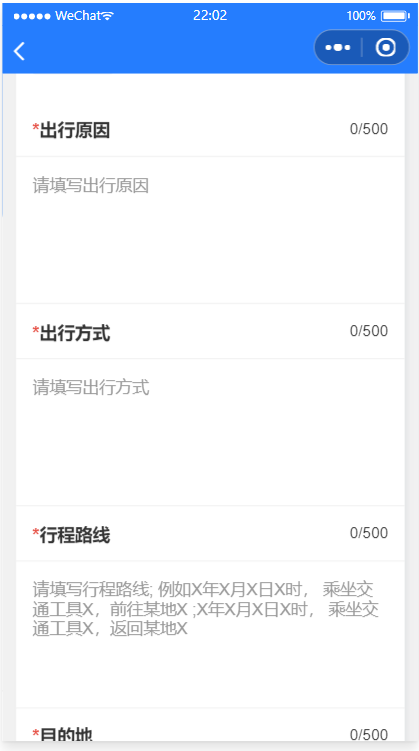 WeChat 22:02 100%
*出行原因 0/500
请填写出行原因
*出行方式 0/500
请填写出行方式
*行程路线 0/500
请填写行程路线; 例如X年X月X日X时， 乘坐交
通工具X，前往某地X ;X年X月X日X时， 乘坐交
通工具X，返回某地X
*目的地 0/500